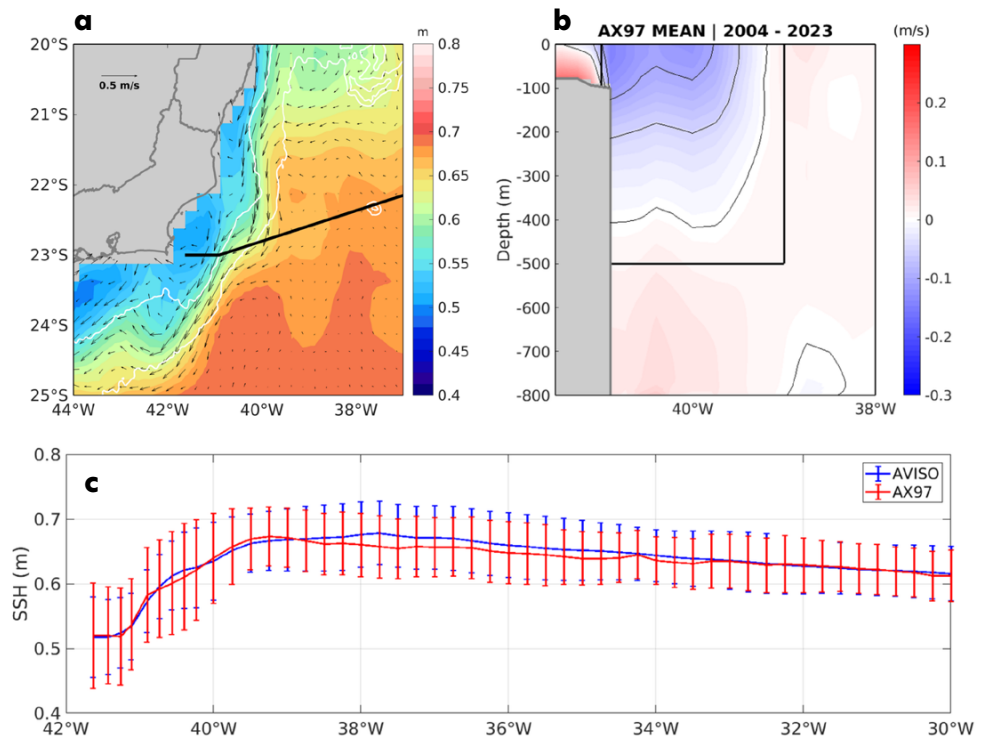 a
m
20°S
21°S
22°S
23°S
24°S
25°S
44°W
42°W
40°W
38°W
0.5 m/s
0.8
0.75
0.7
0.65
0.6
0.55
0.5
0.45
0.4
b
AX97 MEAN | 2004 - 2023
(m/s)
Depth (m)
0
-100
-200
-300
-400
-500
-600
-700
-800
40°W
38°W
0.2
0.1
0
-0.1
-0.2
-0.3
c
SSH (m)
0.8
0.7
0.6
0.5
0.4
42°W
40°W
38°W
36°W
34°W
32°W
30°W
AVISO
AX97